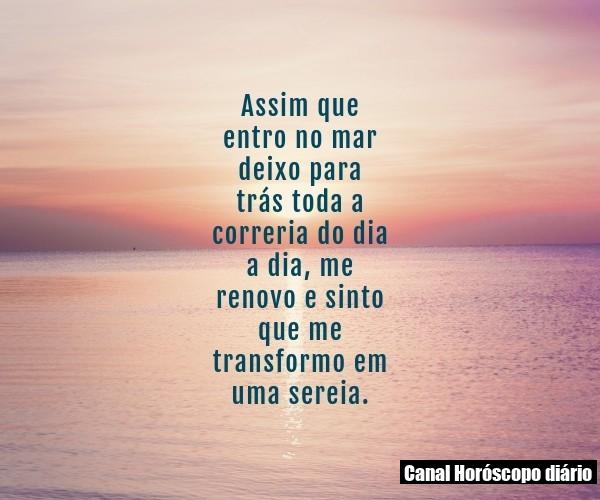 Assim que
entro no mar
deixo para
trás toda a
correria do dia
a dia, me
renovo e sinto
que me
transformo em
uma sereia.
Canal Horóscopo diário